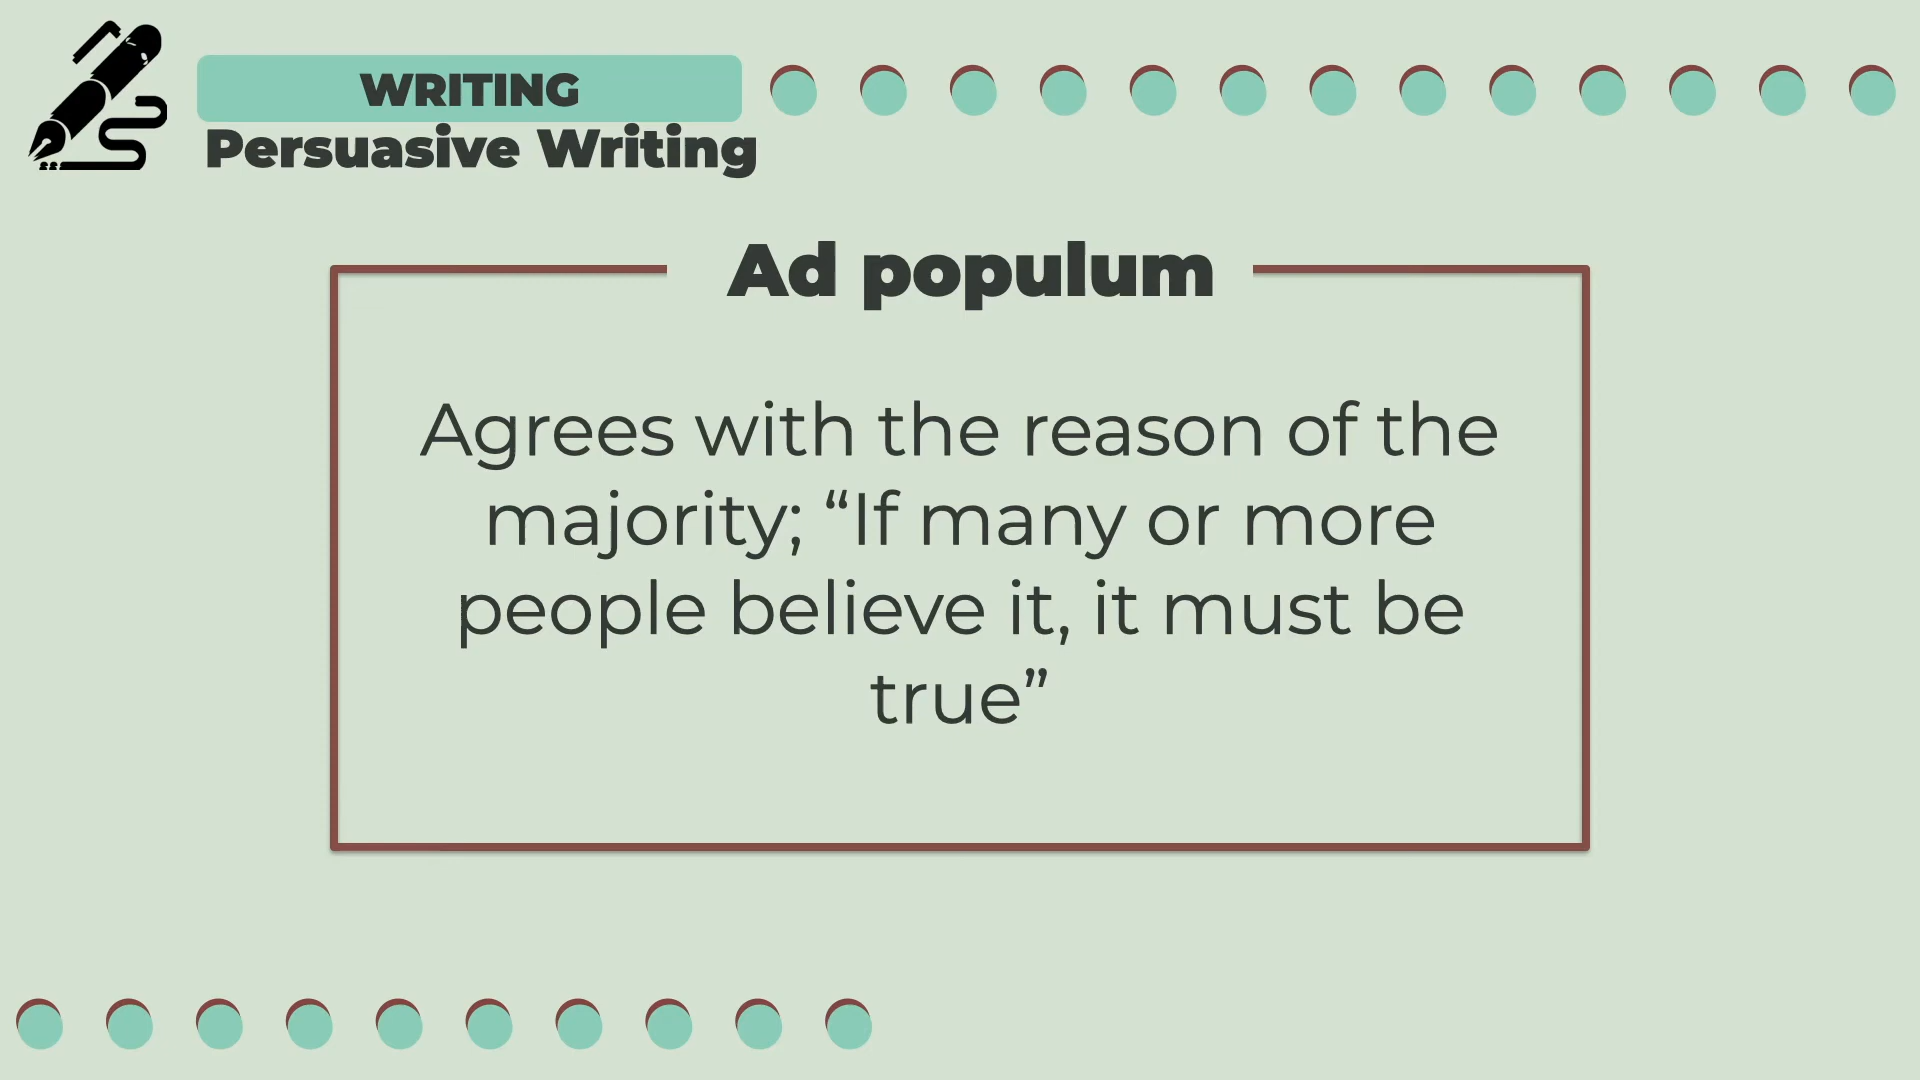 WRITING
Persuasive Writing
Ad populum
Agrees with the reason of the
majority; “If many or more
people believe it, it must be
true”